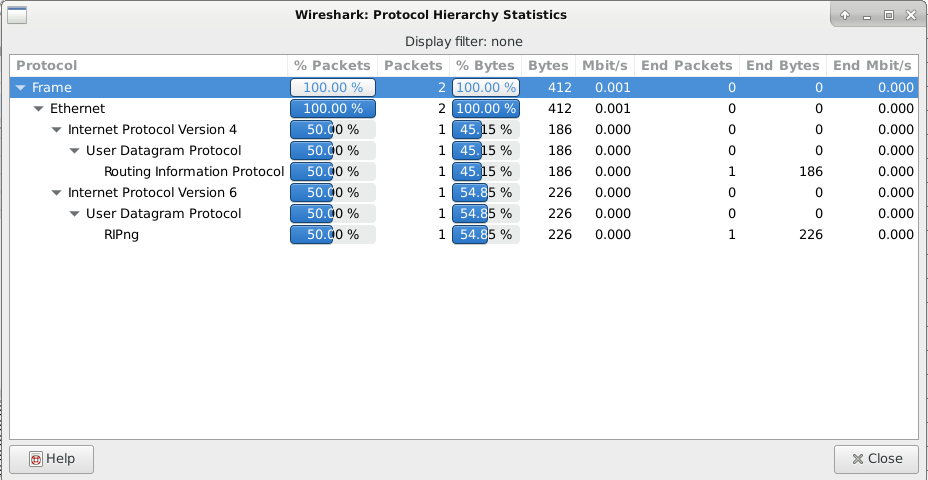 Wireshark: Protocol Hierarchy Statistics
Display filter: none
Protocol % Packets Packets % Bytes Bytes Mbit/s End Packets End Bytes End Mbit/s
Frame 100.00 % 2 100.00 % 412 0.001 0 0 0.000
Ethernet 100.00 % 2 100.00 % 412 0.001 0 0 0.000
Internet Protocol Version 4 50.00 % 1 45.15 % 186 0.000 0 0 0.000
User Datagram Protocol 50.00 % 1 45.15 % 186 0.000 0 0 0.000
Routing Information Protocol 50.00 % 1 45.15 % 186 0.000 1 186 0.000
Internet Protocol Version 6 50.00 % 1 54.85 % 226 0.000 0 0 0.000
User Datagram Protocol 50.00 % 1 54.85 % 226 0.000 0 0 0.000
RIPng 50.00 % 1 54.85 % 226 0.000 1 226 0.000
Help Close